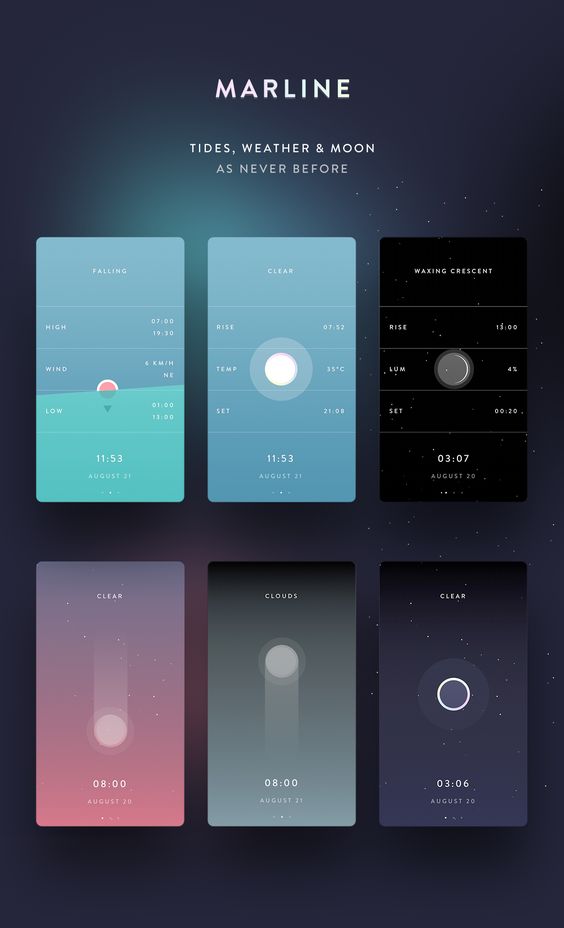 MARLINE
TIDES, WEATHER & MOON
AS NEVER BEFORE
FALLING
HIGH
07:00
19:30
WIND
6 KM/H
NE
LOW
01:00
13:00
11:53
AUGUST 21
CLEAR
RISE 07:52
TEMP 35°C
SET 21:08
11:53
AUGUST 21
WAXING CRESCENT
RISE 13:00
LUM 4%
SET 00:20
03:07
AUGUST 20
CLEAR
08:00
AUGUST 20
CLOUDS
08:00
AUGUST 21
CLEAR
03:06
AUGUST 20